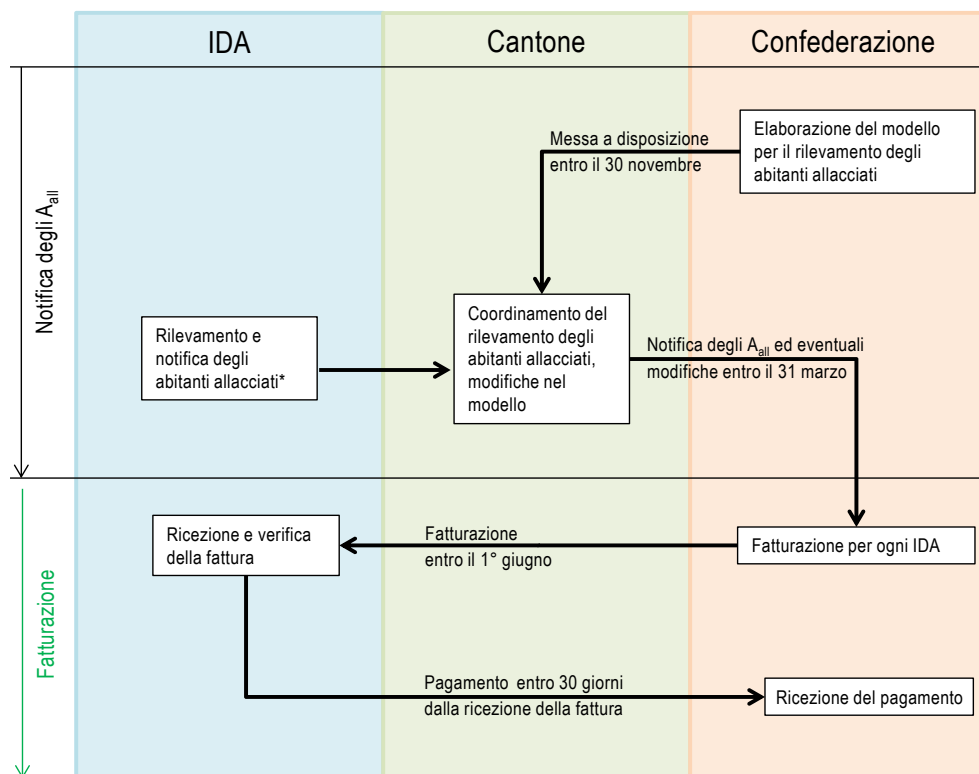 IDA
Cantone
Confederazione
Notifica degli A_all
Elaborazione del modello
per il rilevamento degli
abitanti allacciati
Messa a disposizione
entro il 30 novembre
Rilevamento e
notifica degli
abitanti allacciati*
Coordinamento del
rilevamento degli
abitanti allacciati,
modifiche nel
modello
Notifica degli A_all ed eventuali
modifiche entro il 31 marzo
Fatturazione
Ricezione e verifica
della fattura
Fatturazione
entro il 1° giugno
Fatturazione per ogni IDA
Pagamento entro 30 giorni
dalla ricezione della fattura
Ricezione del pagamento